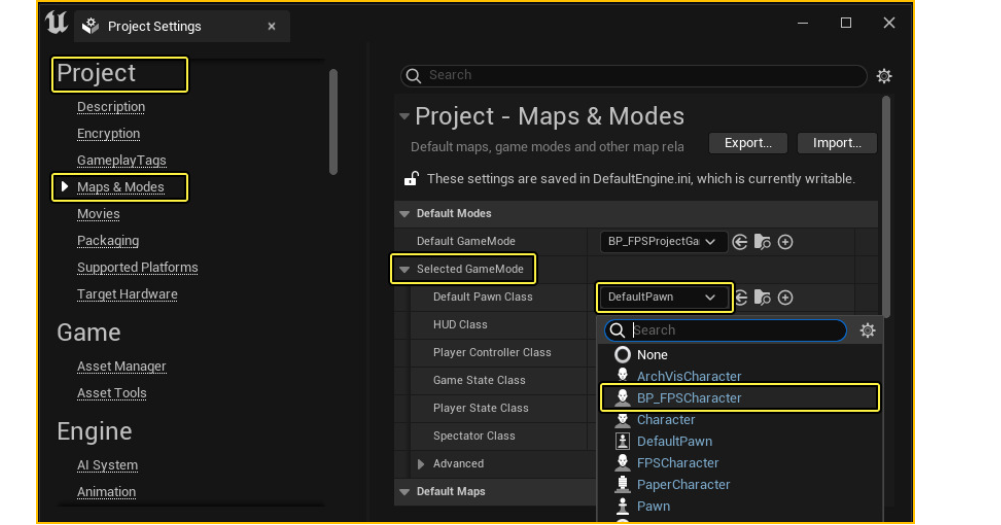 Project Settings
Project
Description
Encryption
GameplayTags
Maps & Modes
Movies
Packaging
Supported Platforms
Target Hardware
Game
Asset Manager
Asset Tools
Engine
AI System
Animation
Search
Project - Maps & Modes
Default maps, game modes and other map rela
Export...
Import...
These settings are saved in DefaultEngine.ini, which is currently writable.
Default Modes
Default GameMode
BP_FPSProjectGa
Selected GameMode
Default Pawn Class
DefaultPawn
HUD Class
Player Controller Class
Game State Class
Player State Class
Spectator Class
Advanced
Default Maps
Search
None
ArchVisCharacter
BP_FPSCharacter
Character
DefaultPawn
FPSCharacter
PaperCharacter
Pawn